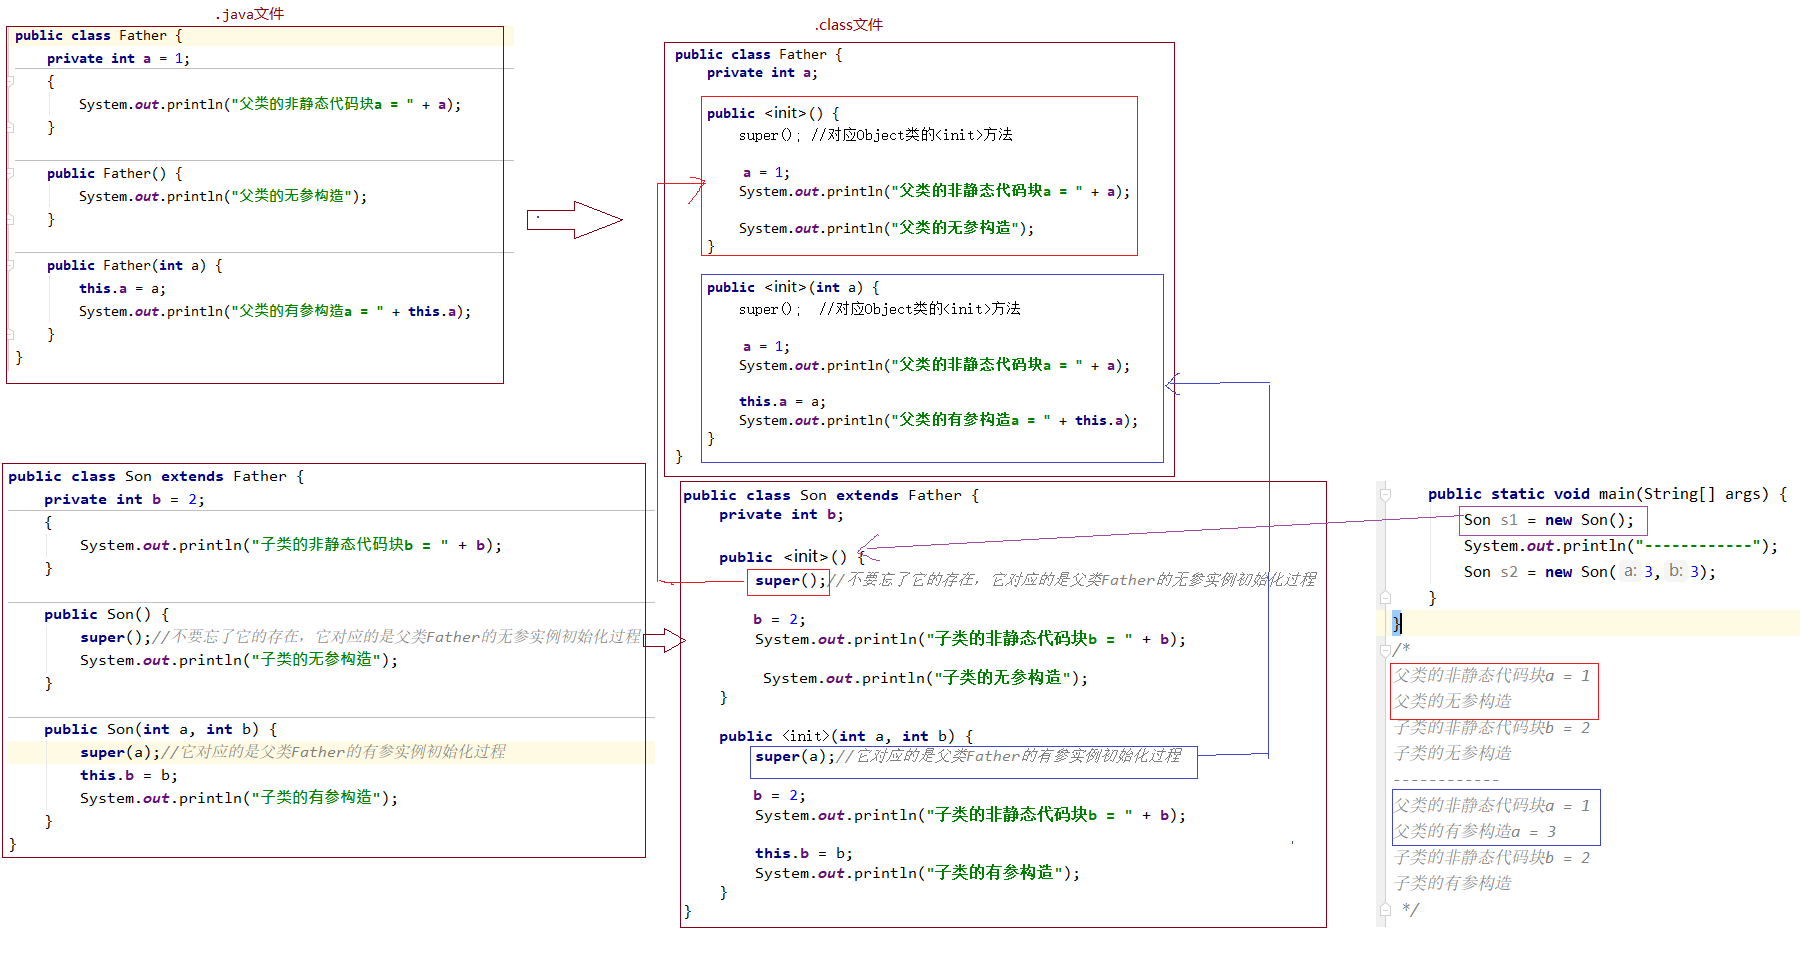 .java文件
public class Father {
    private int a = 1;
    {
        System.out.println("父类的非静态代码块a = " + a);
    }
    public Father() {
        System.out.println("父类的无参构造");
    }
    public Father(int a) {
        this.a = a;
        System.out.println("父类的有参构造a = " + this.a);
    }
}
.class文件
public class Father {
    private int a;
    public <init>() {
        super(); //对应Object类的<init>方法
        a = 1;
        System.out.println("父类的非静态代码块a = " + a);
        System.out.println("父类的无参构造");
    }
    public <init>(int a) {
        super();  //对应Object类的<init>方法
        a = 1;
        System.out.println("父类的非静态代码块a = " + a);
        this.a = a;
        System.out.println("父类的有参构造a = " + this.a);
    }
}
public class Son extends Father {
    private int b = 2;
    {
        System.out.println("子类的非静态代码块b = " + b);
    }
    public Son() {
        super();//不要忘了它的存在，它对应的是父类Father的无参实例初始化过程
        System.out.println("子类的无参构造");
    }
    public Son(int a, int b) {
        super(a);//它对应的是父类Father的有参实例初始化过程
        this.b = b;
        System.out.println("子类的有参构造");
    }
}
public class Son extends Father {
    private int b;
    public <init>() {
        super();//不要忘了它的存在，它对应的是父类Father的无参实例初始化过程
        b = 2;
        System.out.println("子类的非静态代码块b = " + b);
        System.out.println("子类的无参构造");
    }
    public <init>(int a, int b) {
        super(a);//它对应的是父类Father的有参实例初始化过程
        b = 2;
        System.out.println("子类的非静态代码块b = " + b);
        this.b = b;
        System.out.println("子类的有参构造");
    }
}
    public static void main(String[] args) {
        Son s1 = new Son();
        System.out.println("------------");
        Son s2 = new Son( a: 3, b: 3);
    }
}
/*
父类的非静态代码块a = 1
父类的无参构造
子类的非静态代码块b = 2
子类的无参构造
------------
父类的非静态代码块a = 1
父类的有参构造a = 3
子类的非静态代码块b = 2
子类的有参构造
 */